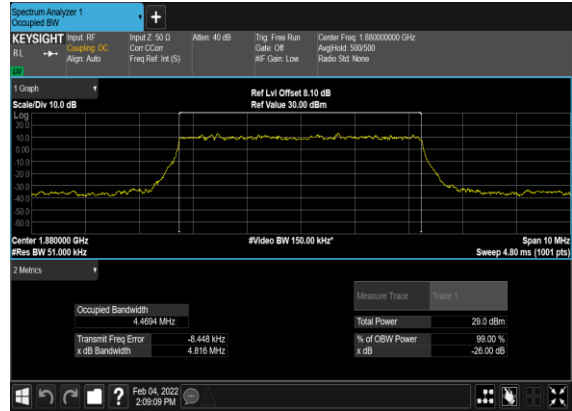 Spectrum Analyzer 1
Occupied BW
+
KEYSIGHT Input: RF Input Z: 50 Ω Atten: 40 dB Trig: Free Run Center Freq: 1.880000000 GHz
RL Coupling: DC Corr CCorr Gate: Off Avg|Hold: 500/500
Align: Auto Freq Ref: Int (S) #IF Gain: Low Radio Std: None
1 Graph
Ref Lvl Offset 8.10 dB
Scale/Div 10.0 dB Ref Value 30.00 dBm
Log
20.0
10.0
0.00
-10.0
-20.0
-30.0
-40.0
-50.0
-60.0
Center 1.880000 GHz #Video BW 150.00 kHz* Span 10 MHz
#Res BW 51.000 kHz Sweep 4.80 ms (1001 pts)
2 Metrics
Measure Trace Trace 1
Occupied Bandwidth
4.4694 MHz Total Power 29.0 dBm
Transmit Freq Error -8.448 kHz % of OBW Power 99.00 %
x dB Bandwidth 4.816 MHz x dB -26.00 dB
?
Feb 04, 2022
2:09:09 PM